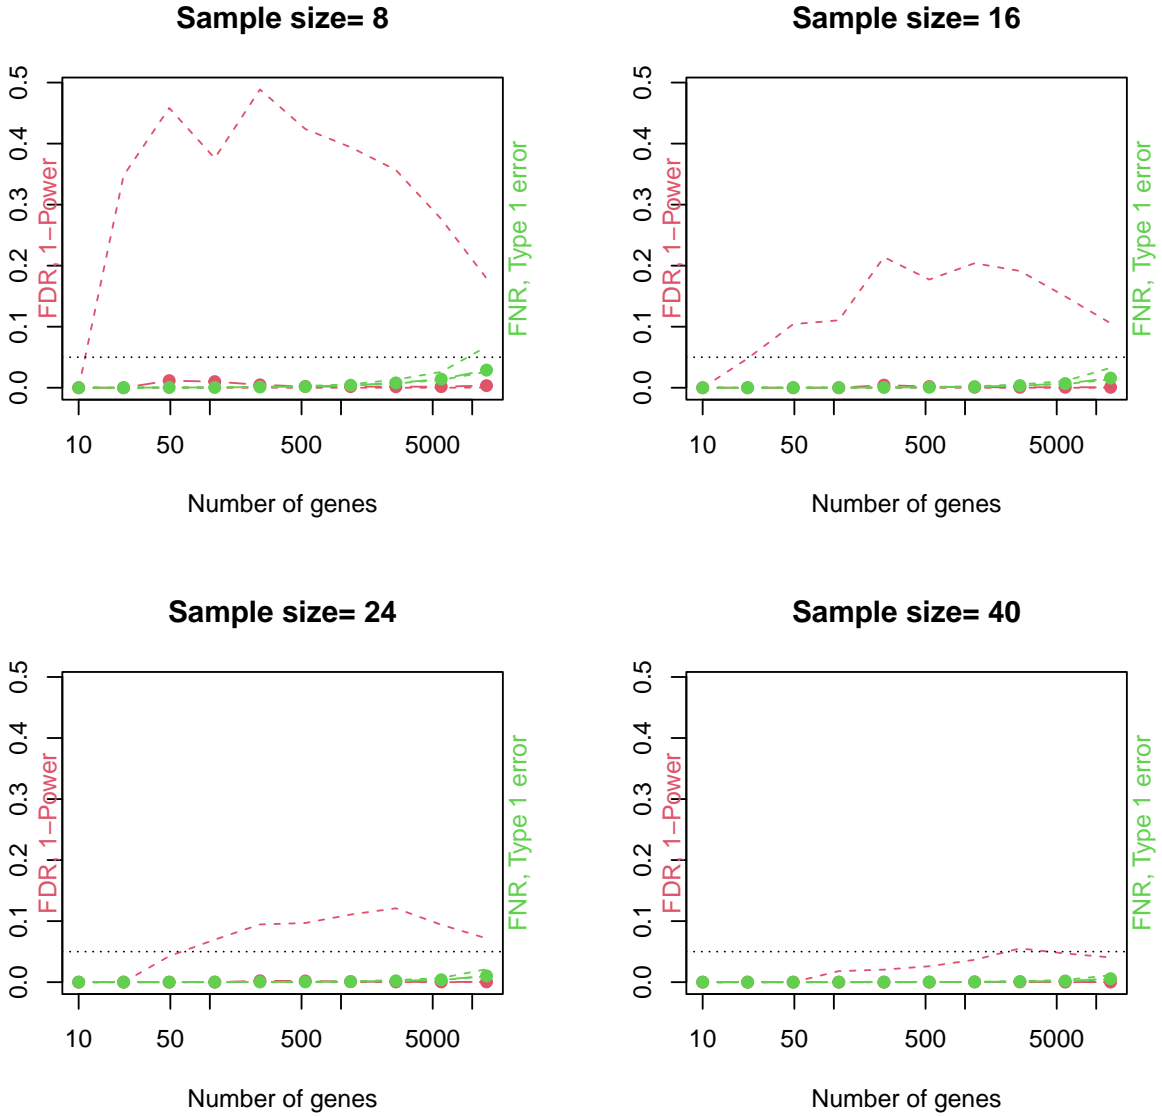 Sample size= 8
0.0 0.1 0.2 0.3 0.4 0.5
FDR, 1−Power
FNR, Type 1 error
10 50 500 5000
Number of genes
Sample size= 16
0.0 0.1 0.2 0.3 0.4 0.5
FDR, 1−Power
FNR, Type 1 error
10 50 500 5000
Number of genes
Sample size= 24
0.0 0.1 0.2 0.3 0.4 0.5
FDR, 1−Power
FNR, Type 1 error
10 50 500 5000
Number of genes
Sample size= 40
0.0 0.1 0.2 0.3 0.4 0.5
FDR, 1−Power
FNR, Type 1 error
10 50 500 5000
Number of genes